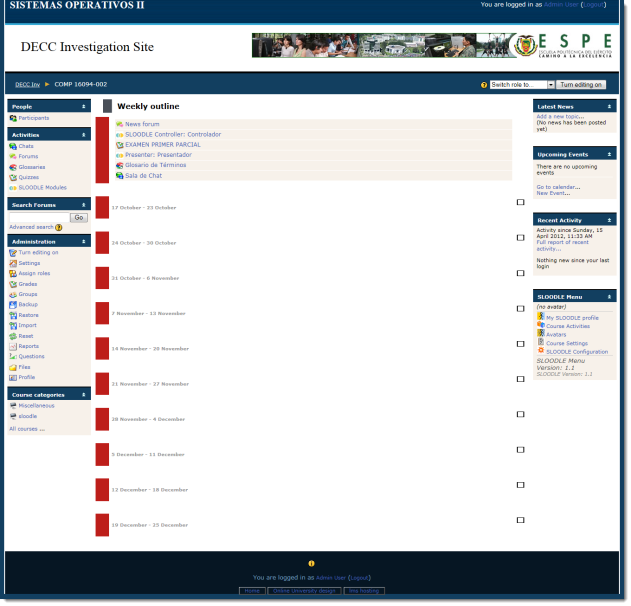 SISTEMAS OPERATIVOS II
You are logged in as Admin User (Logout)
DECC Investigation Site
E S P E
ESCUELA POLITECNICA DEL EJERCITO
CAMINO A LA EXCELENCIA
DECC Inv ► COMP 16094-002
Switch role to...
Turn editing on
People
Participants
Activities
Chats
Forums
Glossaries
Quizzes
SLOODLE Modules
Search Forums
Go
Advanced search
Administration
Turn editing on
Settings
Assign roles
Grades
Groups
Backup
Restore
Import
Reset
Reports
Questions
Files
Profile
Course categories
Miscellaneous
sloodle
All courses ...
Weekly outline
News forum
SLOODLE Controller: Controlador
EXAMEN PRIMER PARCIAL
Presenter: Presentador
Glosario de Términos
Sala de Chat
17 October - 23 October
24 October - 30 October
31 October - 6 November
7 November - 13 November
14 November - 20 November
21 November - 27 November
28 November - 4 December
5 December - 11 December
12 December - 18 December
19 December - 25 December
Latest News
Add a new topic...
(No news has been posted
yet)
Upcoming Events
There are no upcoming
events
Go to calendar...
New Event...
Recent Activity
Activity since Sunday, 15
April 2012, 11:33 AM
Full report of recent
activity...
Nothing new since your last
login
SLOODLE Menu
(no avatar)
My SLOODLE profile
Course Activities
Avatars
Course Settings
SLOODLE Configuration
SLOODLE Menu
Version: 1.1
SLOODLE Version: 1.1
You are logged in as Admin User (Logout)
Home
Online University design
lms hosting